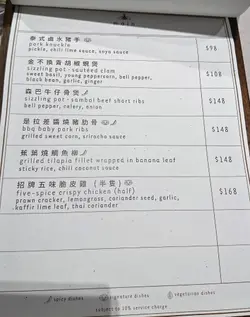 泰式鹵水豬手
pork knuckle
pickle, chili lime sauce, soya sauce
$98
金不換青胡椒蜆煲
sizzling pot - sautéed clam
sweet basil, young peppercorn, bell pepper,
black bean, garlic, ginger
$108
森巴牛仔骨煲
sizzling pot - sambal beef short ribs
bell pepper, celery, onion
$148
是拉差醬燒豬肋骨
bbq baby pork ribs
grilled sweet corn, sriracha sauce
$148
蕉葉燒鯛魚柳
grilled tilapia fillet wrapped in banana leaf
sticky rice, chili coconut sauce
$148
招牌五味脆皮雞 (半隻)
five-spice crispy chicken (half)
prawn cracker, lemongrass, coriander seed, garlic,
kaffir lime leaf, thai coriander
$168
spicy dishes
signature dishes
vegetarian dishes
subject to 10% service charge